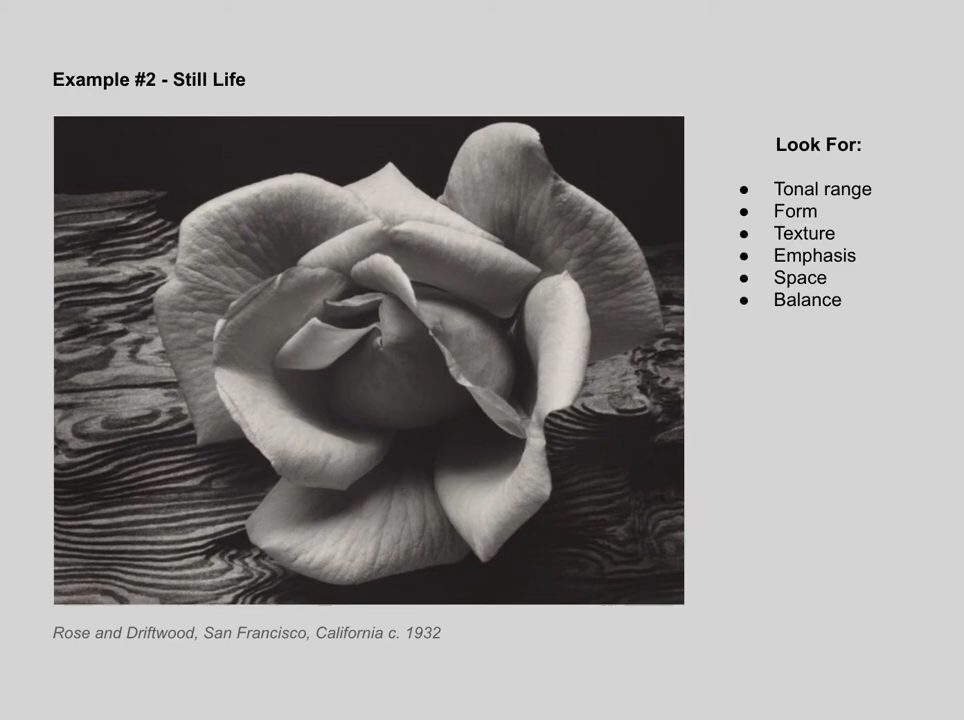 Example #2 - Still Life
Look For:
● Tonal range
● Form
● Texture
● Emphasis
● Space
● Balance
Rose and Driftwood, San Francisco, California c. 1932